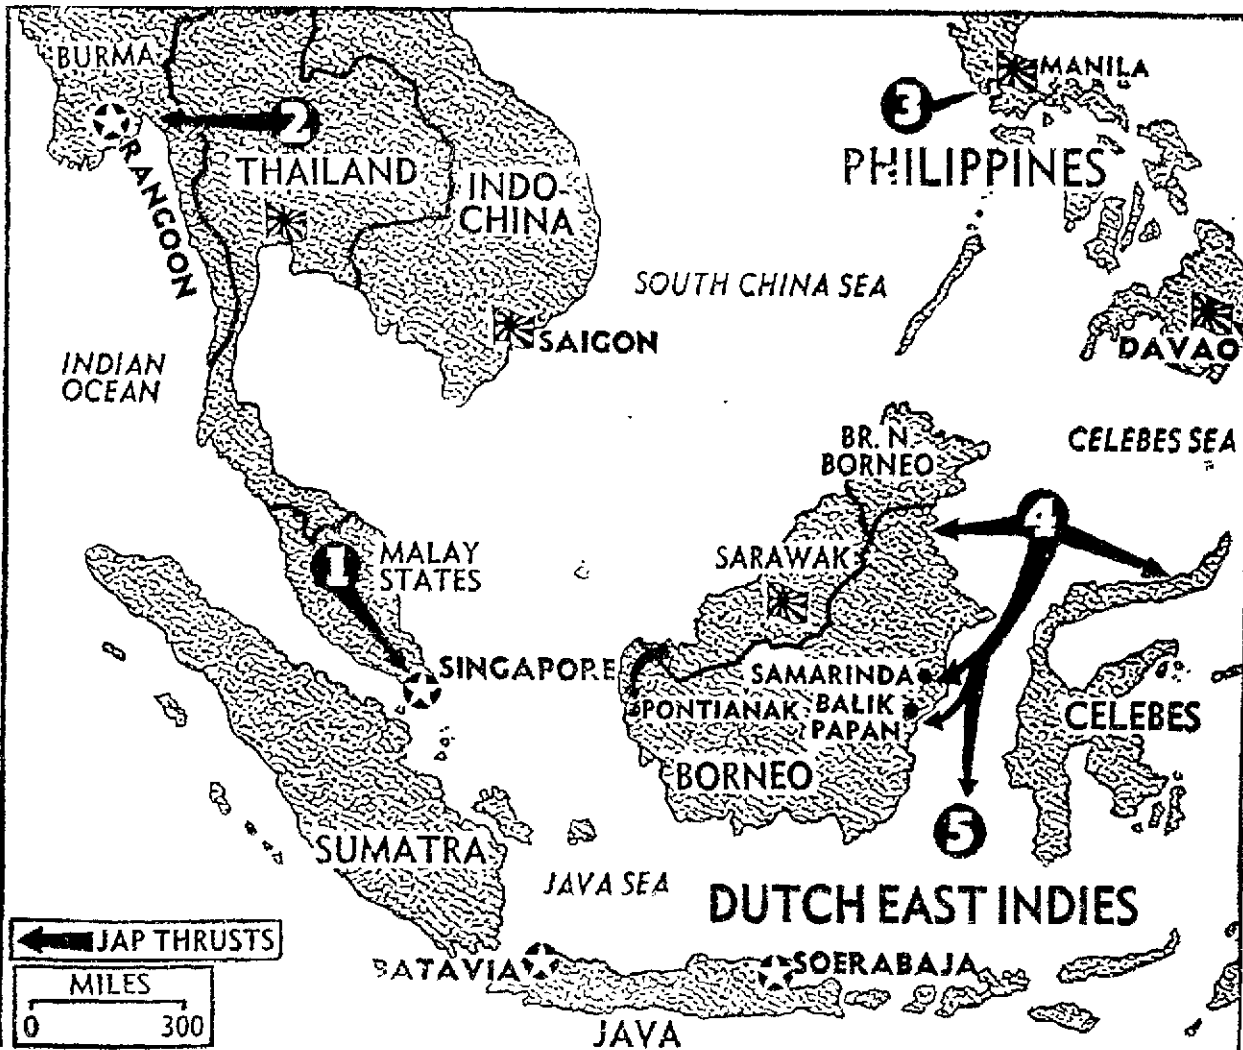 BURMA
MANILA
3
2
RANGOON
THAILAND
PHILIPPINES
INDO-
CHINA
SOUTH CHINA SEA
SAIGON
DAVAO
INDIAN
OCEAN
BR. N.
BORNEO
CELEBES SEA
4
1
MALAY
STATES
SARAWAK
SINGAPORE
SAMARINDA
PONTIANAK
BALIK
PAPAN
CELEBES
BORNEO
5
SUMATRA
JAVA SEA
DUTCH EAST INDIES
JAP THRUSTS
BATAVIA
SOERABAJA
MILES
0 300
JAVA